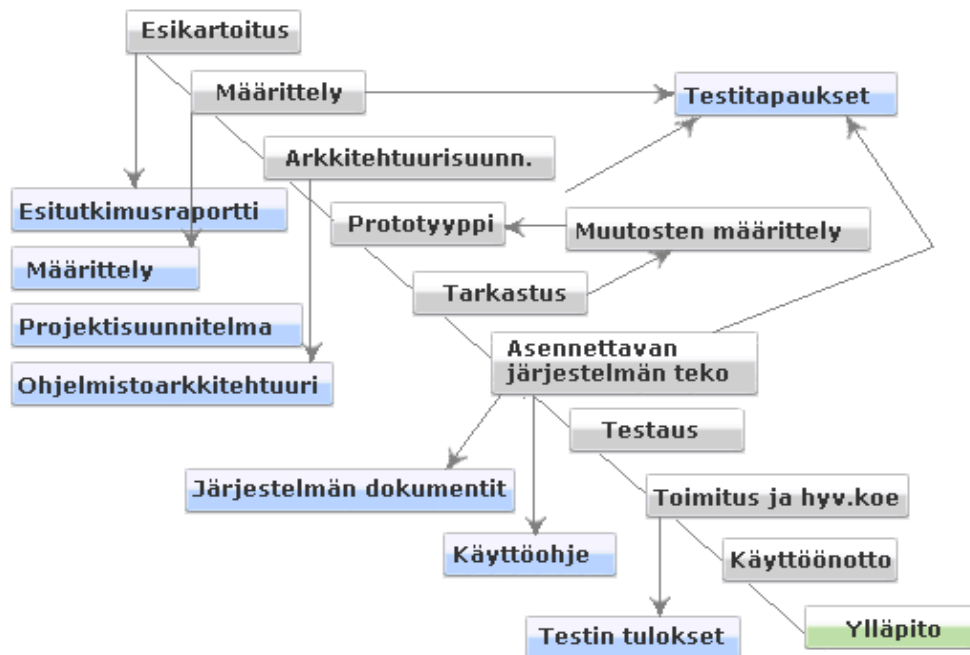 Esikartoitus
Määrittely
Testitapaukset
Arkkitehtuurisuunn.
Esitutkimusraportti
Prototyyppi
Muutosten määrittely
Määrittely
Tarkastus
Projektisuunnitelma
Asennettavan
järjestelmän teko
Ohjelmistoarkkitehtuuri
Testaus
Järjestelmän dokumentit
Toimitus ja hyv.koe
Käyttöohje
Käyttöönotto
Testin tulokset
Ylläpito